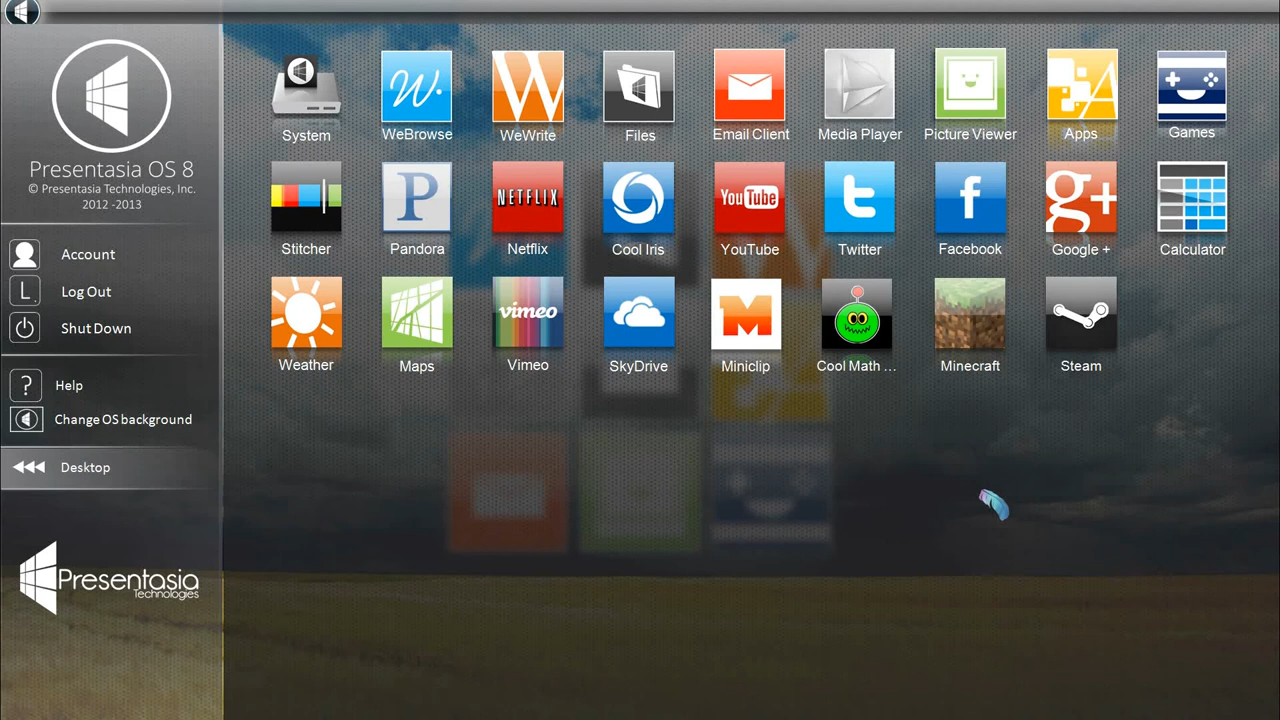 Presentasia OS 8
© Presentasia Technologies, Inc.
2012 -2013
Account
L.
Log Out
Shut Down
?
Help
Change OS background
Desktop
Presentasia
Technologies
System
W.
WeBrowse
W
WeWrite
Files
Email Client
Media Player
Picture Viewer
A
Apps
Games
Stitcher
P
Pandora
NETFLIX
Netflix
Cool Iris
YouTube
YouTube
t
Twitter
f
Facebook
g+
Google +
Calculator
Weather
Maps
vimeo
Vimeo
SkyDrive
M
Miniclip
Cool Math ...
Minecraft
Steam